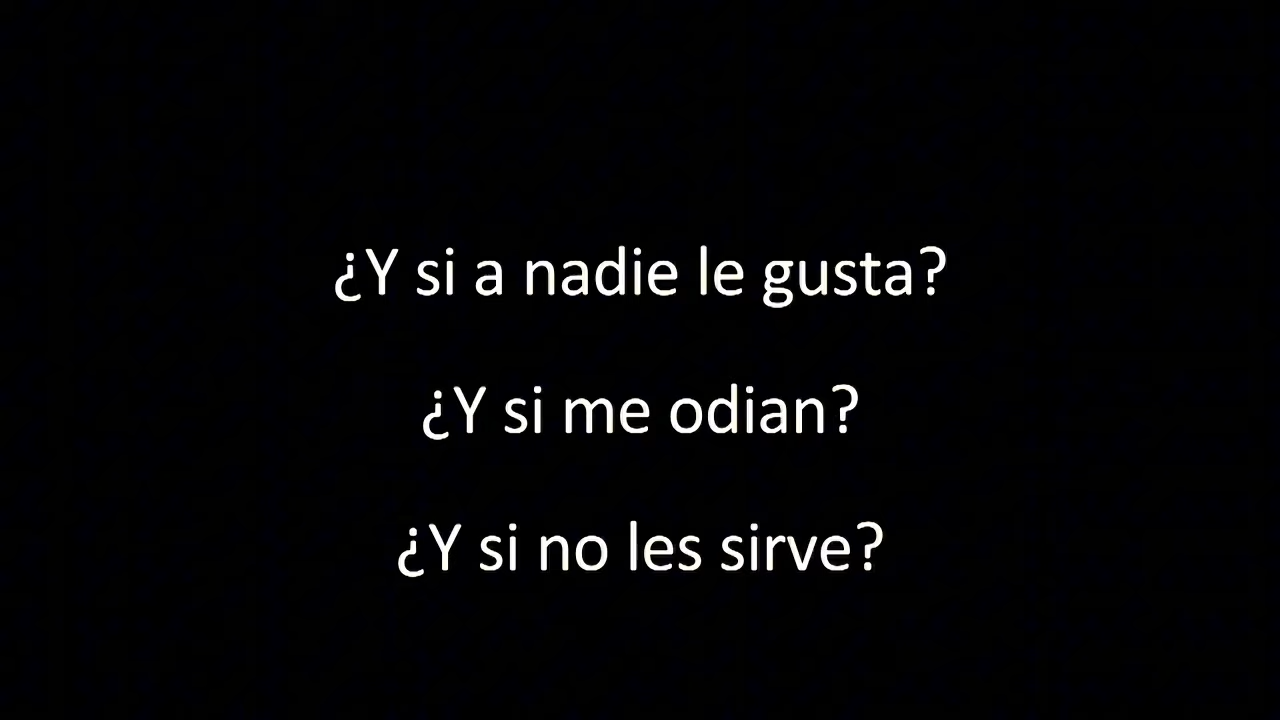 ¿Y si a nadie le gusta?
¿Y si me odian?
¿Y si no les sirve?